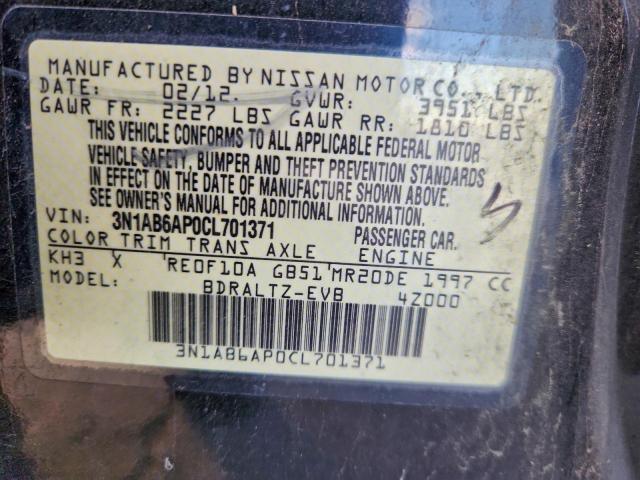 MANUFACTURED BY NISSAN MOTOR CO., LTD.
DATE: 02/12. GVWR: 3951 LBS
GAWR FR: 2227 LBS GAWR RR: 1810 LBS
THIS VEHICLE CONFORMS TO ALL APPLICABLE FEDERAL MOTOR
VEHICLE SAFETY, BUMPER AND THEFT PREVENTION STANDARDS
IN EFFECT ON THE DATE OF MANUFACTURE SHOWN ABOVE.
SEE OWNER'S MANUAL FOR ADDITIONAL INFORMATION.
VIN: 3N1AB6AP0CL701371 PASSENGER CAR.
COLOR TRIM TRANS AXLE ENGINE
KH3 X RE0F10A GB51 MR20DE 1997 CC
MODEL: BDRALTZ-EVB 4Z000
3N1AB6AP0CL701371